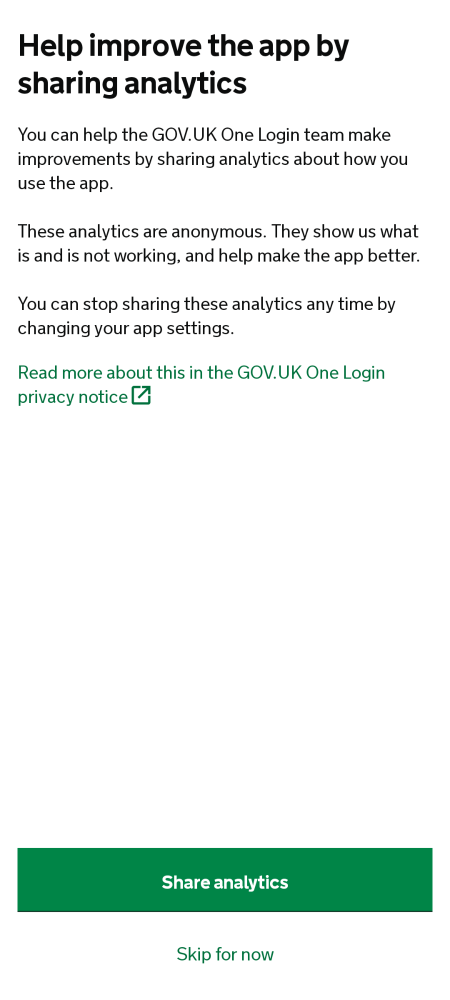 Help improve the app by
sharing analytics
You can help the GOV.UK One Login team make
improvements by sharing analytics about how you
use the app.
These analytics are anonymous. They show us what
is and is not working, and help make the app better.
You can stop sharing these analytics any time by
changing your app settings.
Read more about this in the GOV.UK One Login
privacy notice
Share analytics
Skip for now